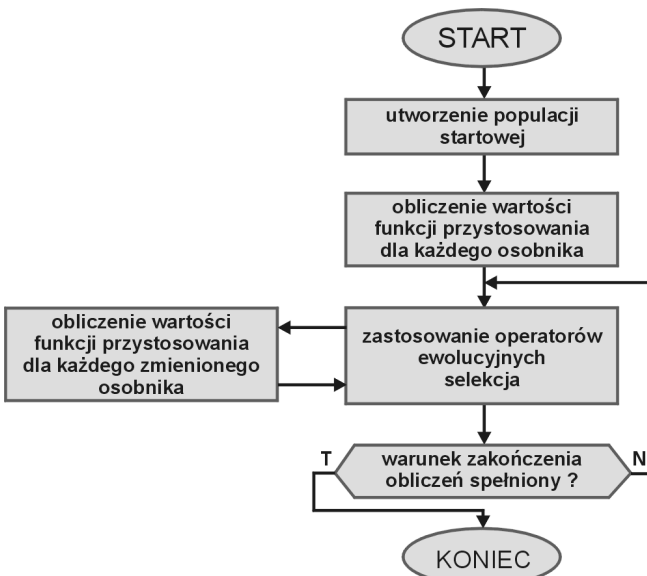 START
utworzenie populacji
startowej
obliczenie wartości
funkcji przystosowania
dla każdego osobnika
obliczenie wartości
funkcji przystosowania
dla każdego zmienionego
osobnika
zastosowanie operatorów
ewolucyjnych
selekcja
T
warunek zakończenia
obliczeń spełniony ?
N
KONIEC